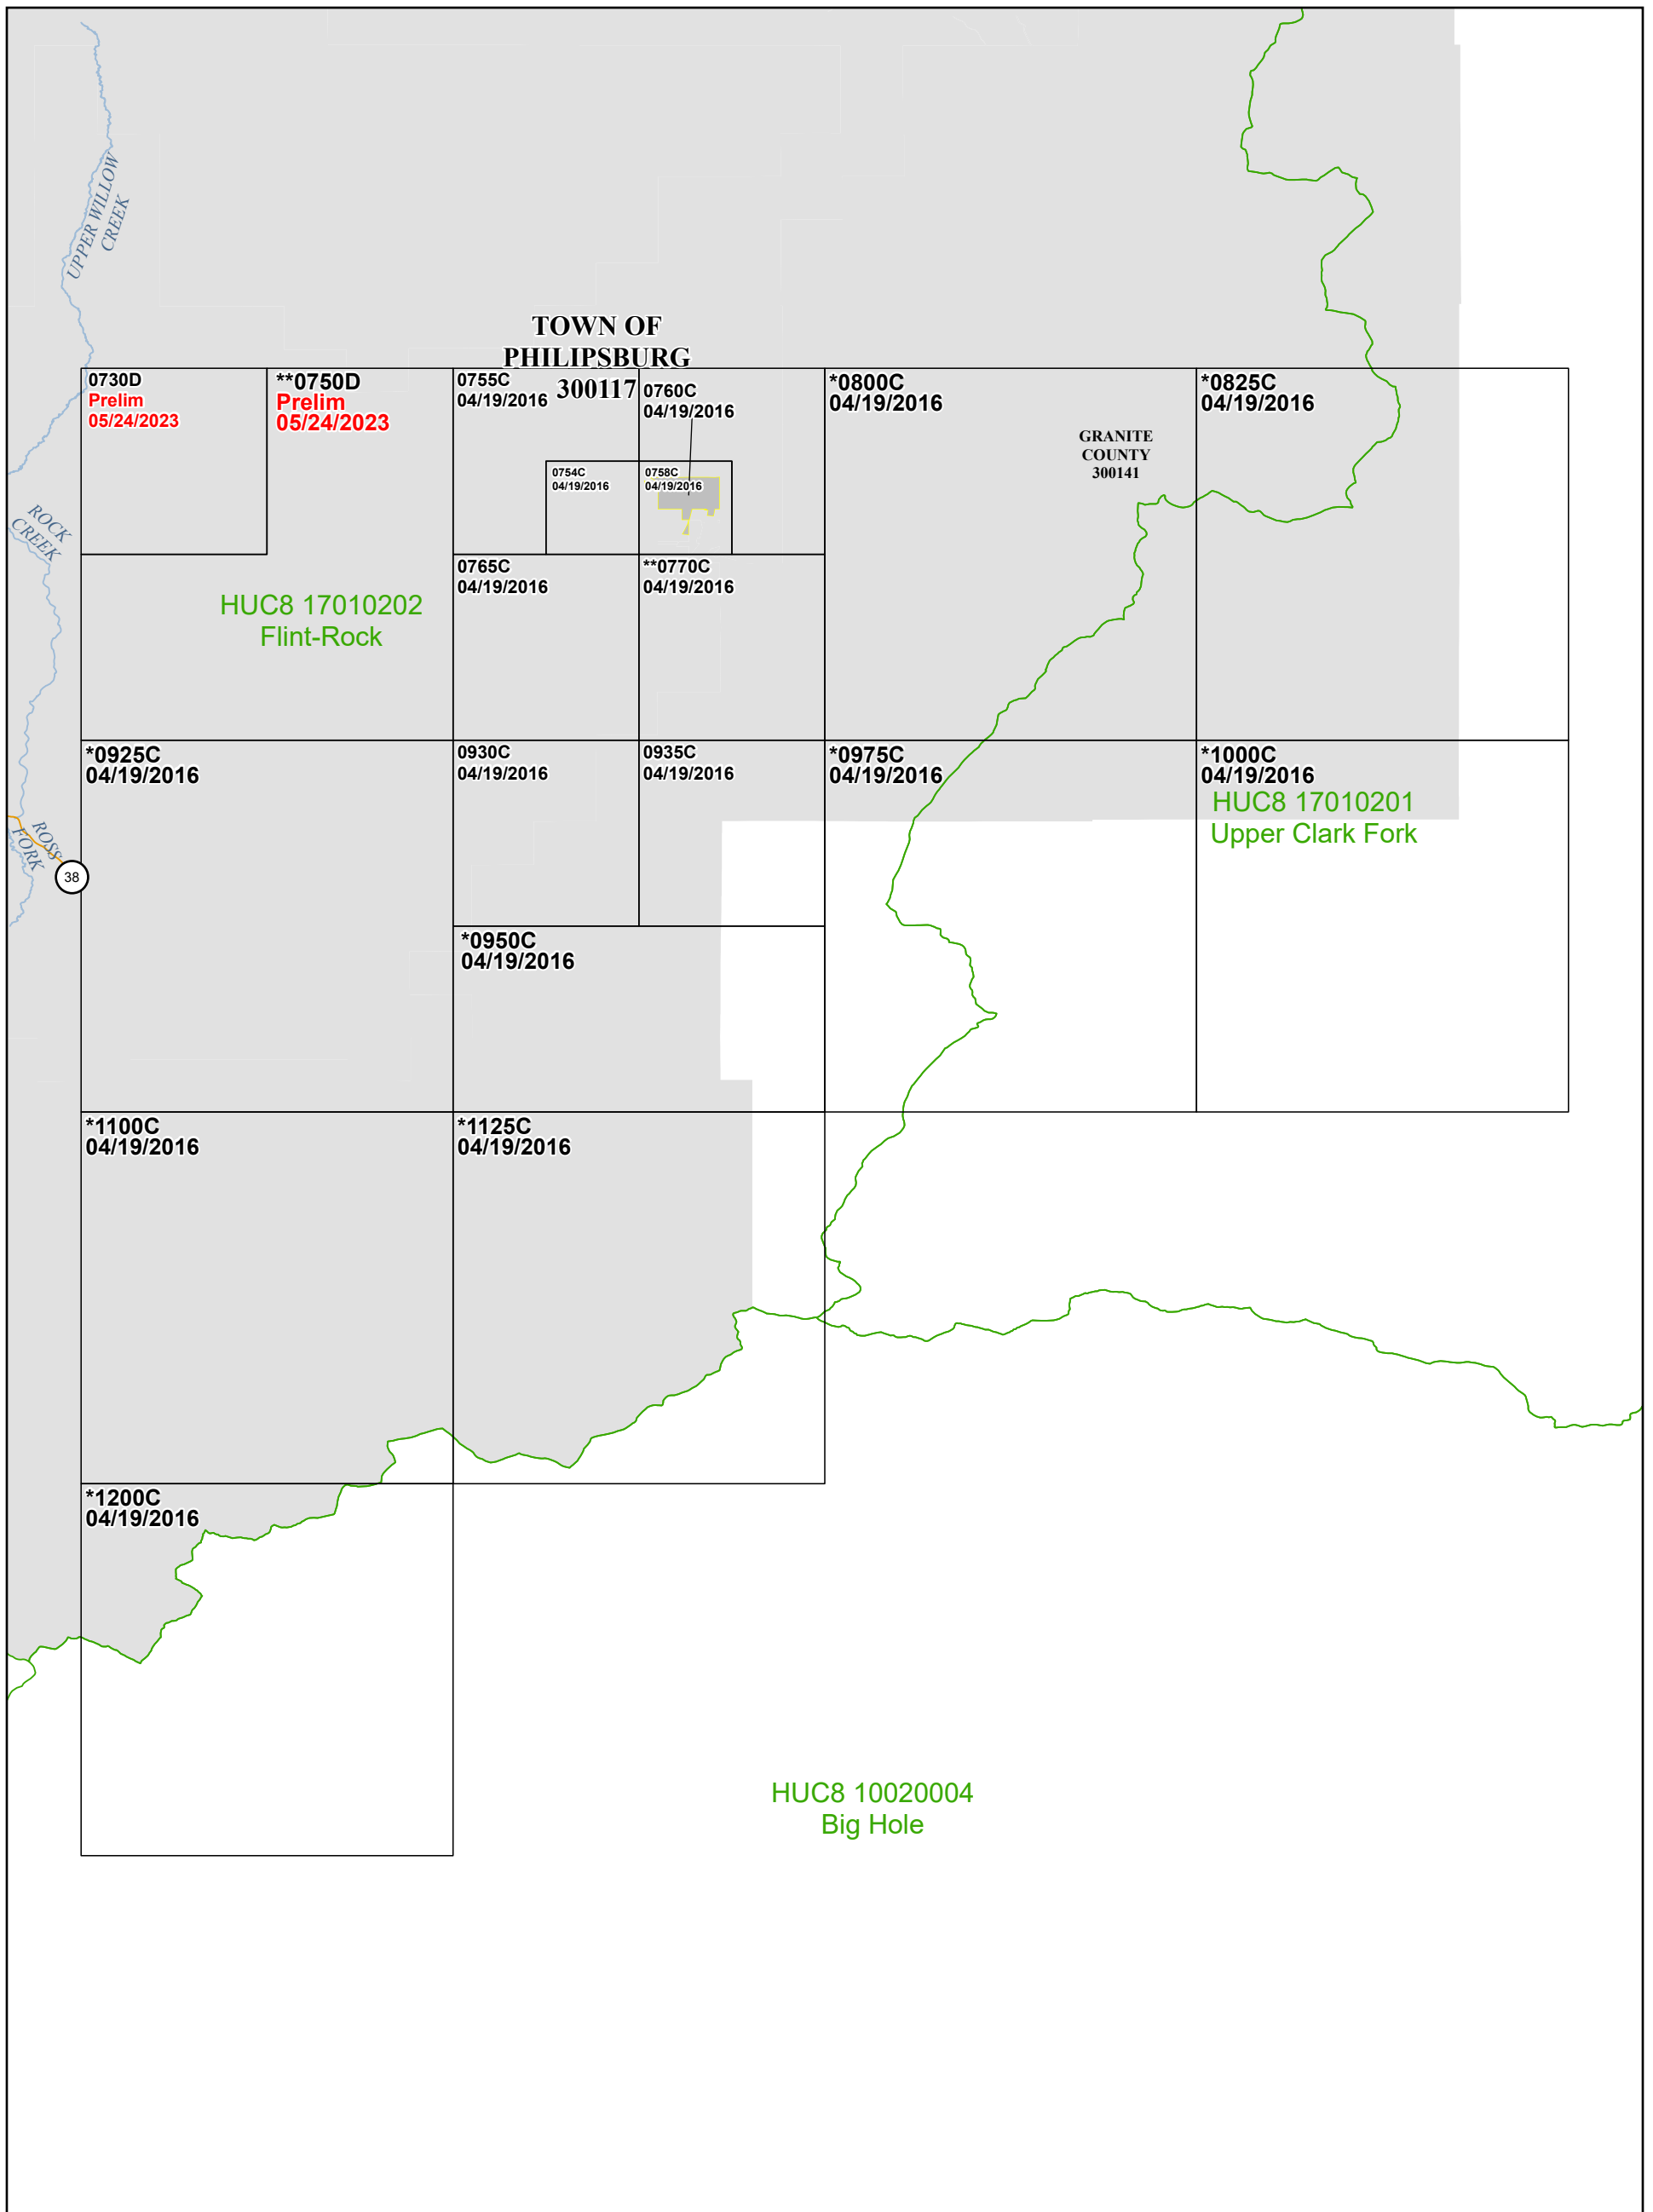 UPPER WILLOW
CREEK
TOWN OF
PHILIPSBURG
300117
0730D
Prelim
05/24/2023
**0750D
Prelim
05/24/2023
0755C
04/19/2016
0760C
04/19/2016
*0800C
04/19/2016
*0825C
04/19/2016
GRANITE
COUNTY
300141
0754C
04/19/2016
0758C
04/19/2016
ROCK
CREEK
0765C
04/19/2016
**0770C
04/19/2016
HUC8 17010202
Flint-Rock
*0925C
04/19/2016
0930C
04/19/2016
0935C
04/19/2016
*0975C
04/19/2016
*1000C
04/19/2016
HUC8 17010201
Upper Clark Fork
ROSS
FORK
38
*0950C
04/19/2016
*1100C
04/19/2016
*1125C
04/19/2016
*1200C
04/19/2016
HUC8 10020004
Big Hole